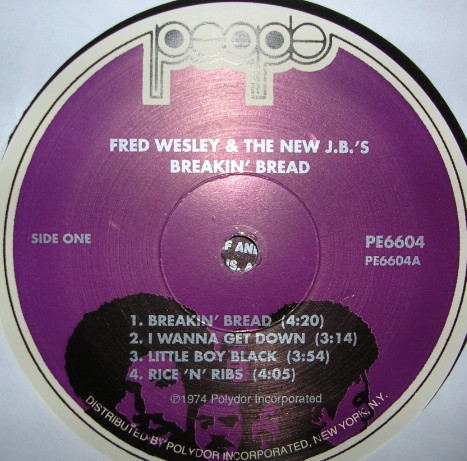 people
FRED WESLEY & THE NEW J.B.'S
BREAKIN' BREAD
SIDE ONE
PE6604
PE6604A
F AN
IS. A
1. BREAKIN' BREAD (4:20)
2. I WANNA GET DOWN (3:14)
3. LITTLE BOY BLACK (3:54)
4. RICE 'N' RIBS (4:05)
℗1974 Polydor Incorporated
DISTRIBUTED BY POLYDOR INCORPORATED, NEW YORK, N.Y.